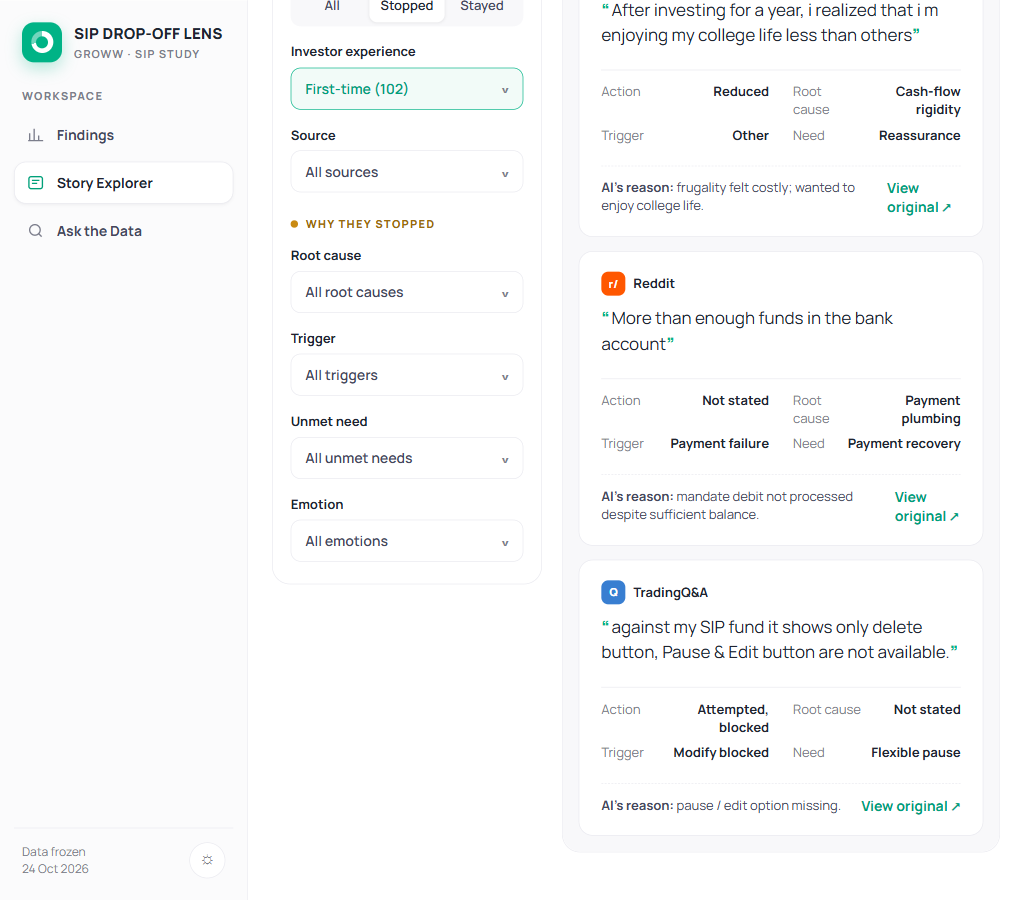 SIP DROP-OFF LENS
GROWW · SIP STUDY
WORKSPACE
Findings
Story Explorer
Ask the Data
Data frozen
24 Oct 2026
All Stopped Stayed
Investor experience
First-time (102) v
Source
All sources v
WHY THEY STOPPED
Root cause
All root causes v
Trigger
All triggers v
Unmet need
All unmet needs v
Emotion
All emotions v
“After investing for a year, i realized that i m
enjoying my college life less than others”
Action Reduced Root cause Cash-flow rigidity
Trigger Other Need Reassurance
AI's reason: frugality felt costly; wanted to
enjoy college life.
View
original ↗
r/ Reddit
“More than enough funds in the bank
account”
Action Not stated Root cause Payment plumbing
Trigger Payment failure Need Payment recovery
AI's reason: mandate debit not processed
despite sufficient balance.
View
original ↗
Q TradingQ&A
“against my SIP fund it shows only delete
button, Pause & Edit button are not available.”
Action Attempted, blocked Root cause Not stated
Trigger Modify blocked Need Flexible pause
AI's reason: pause / edit option missing. View original ↗